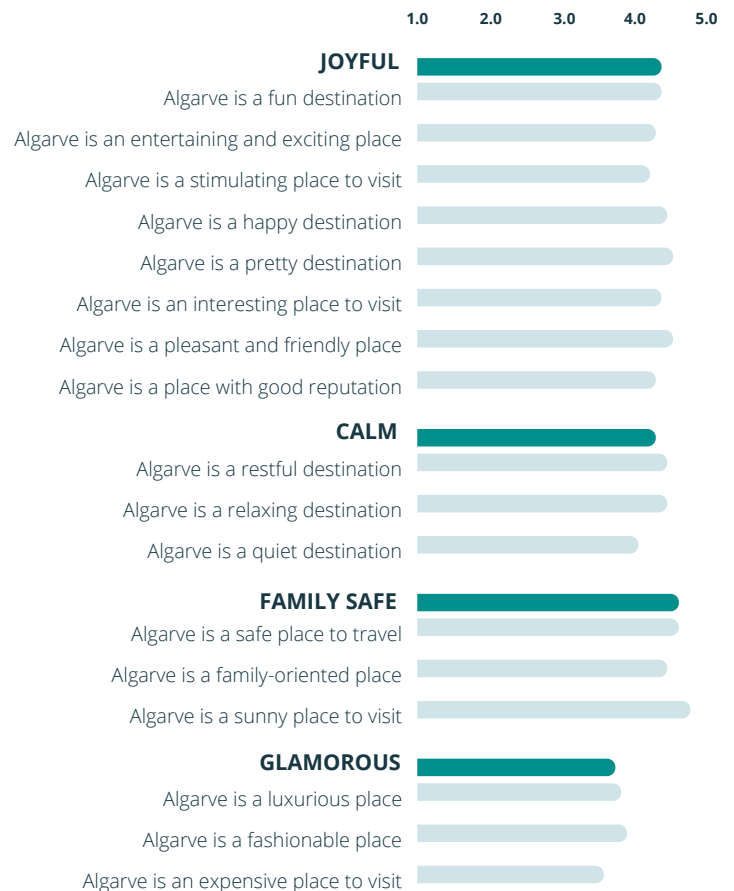 1.0 2.0 3.0 4.0 5.0
JOYFUL
Algarve is a fun destination
Algarve is an entertaining and exciting place
Algarve is a stimulating place to visit
Algarve is a happy destination
Algarve is a pretty destination
Algarve is an interesting place to visit
Algarve is a pleasant and friendly place
Algarve is a place with good reputation
CALM
Algarve is a restful destination
Algarve is a relaxing destination
Algarve is a quiet destination
FAMILY SAFE
Algarve is a safe place to travel
Algarve is a family-oriented place
Algarve is a sunny place to visit
GLAMOROUS
Algarve is a luxurious place
Algarve is a fashionable place
Algarve is an expensive place to visit